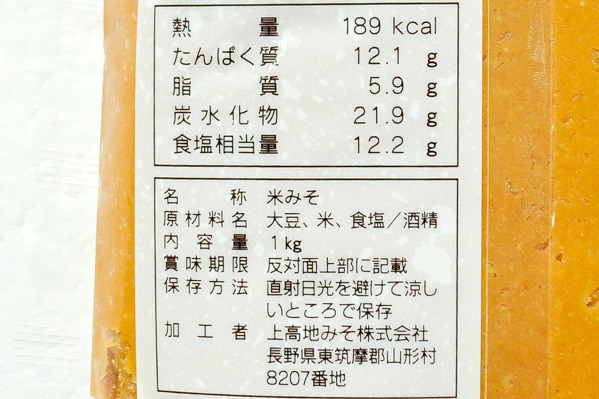 熱量 189 kcal
たんぱく質 12.1 g
脂質 5.9 g
炭水化物 21.9 g
食塩相当量 12.2 g
名称 米みそ
原材料名 大豆、米、食塩／酒精
内容量 1kg
賞味期限 反対面上部に記載
保存方法 直射日光を避けて涼し
いところで保存
加工者 上高地みそ株式会社
長野県東筑摩郡山形村
8207番地